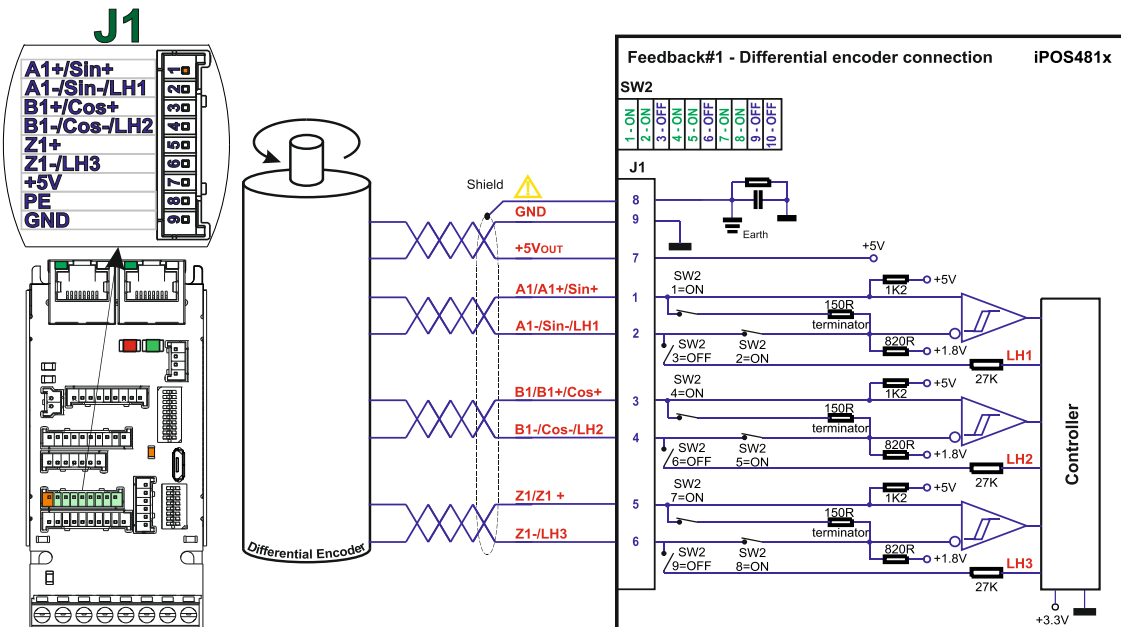 J1
A1+/Sin+
A1-/Sin-/LH1
B1+/Cos+
B1-/Cos-/LH2
Z1+
Z1-/LH3
+5V
PE
GND
1
2
3
4
5
6
7
8
9
Differential Encoder
Shield
GND
+5VOUT
A1/A1+/Sin+
A1-/Sin-/LH1
B1/B1+/Cos+
B1-/Cos-/LH2
Z1/Z1 +
Z1-/LH3
Feedback#1 - Differential encoder connection iPOS481x
SW2
1 - ON
2 - ON
3 - OFF
4 - ON
5 - ON
6 - OFF
7 - ON
8 - ON
9 - OFF
10 - OFF
J1
8
9
7
1
2
3
4
5
6
Earth
+5V
SW2
1=ON
1K2
+5V
150R
terminator
SW2
3=OFF
SW2
2=ON
820R
+1.8V
LH1
27K
SW2
4=ON
1K2
+5V
150R
terminator
SW2
6=OFF
SW2
5=ON
820R
+1.8V
LH2
27K
SW2
7=ON
1K2
+5V
150R
terminator
SW2
9=OFF
SW2
8=ON
820R
+1.8V
LH3
27K
Controller
+3.3V